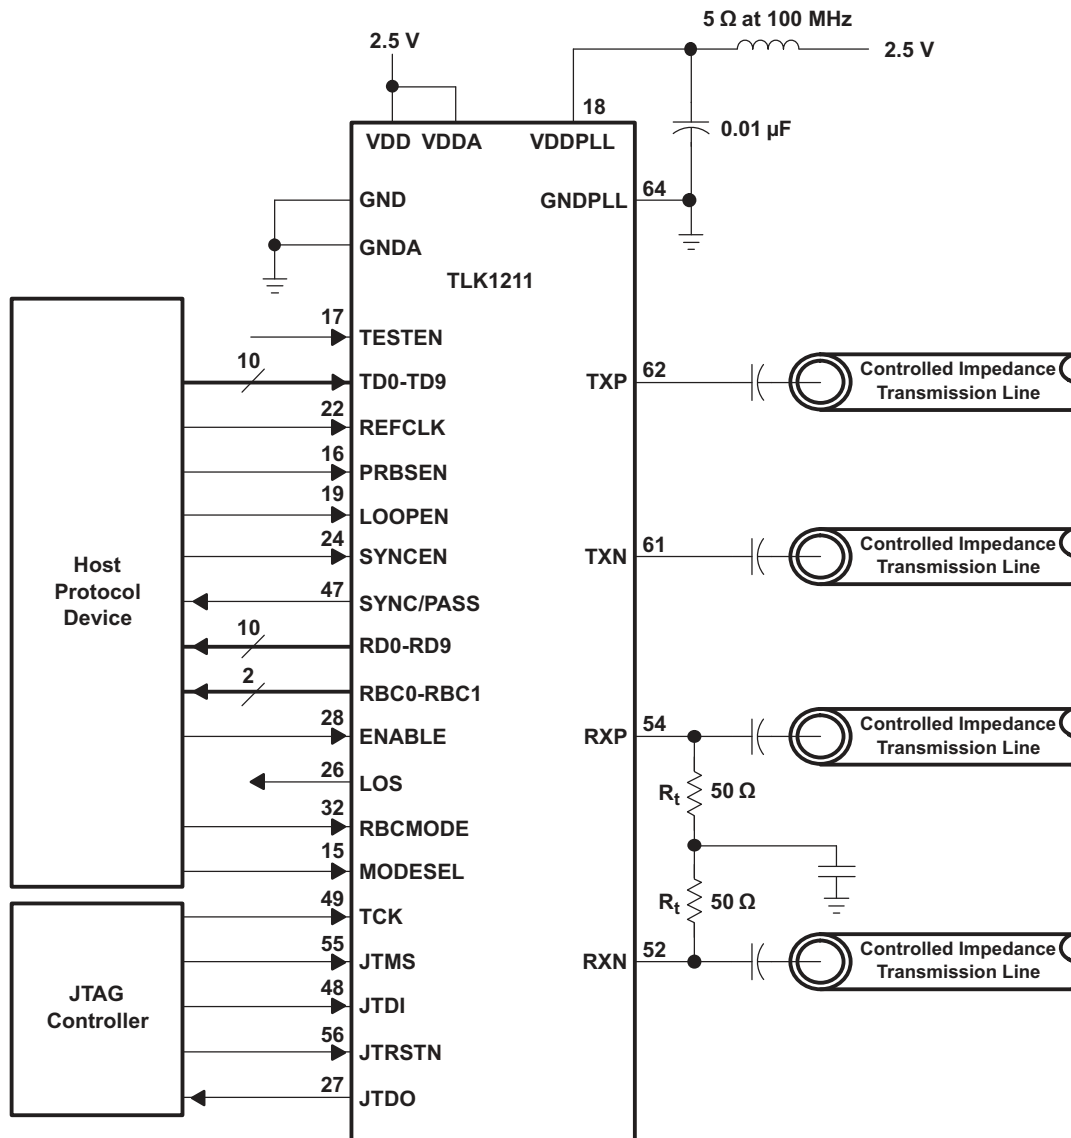 5 Ω at 100 MHz
2.5 V
2.5 V
18
0.01 µF
VDD VDDA VDDPLL
GND
GNDPLL
64
GNDA
TLK1211
17
TESTEN
10
TD0-TD9
TXP
62
Controlled Impedance
Transmission Line
22
REFCLK
16
PRBSEN
19
LOOPEN
24
SYNCEN
TXN
61
Controlled Impedance
Transmission Line
Host
Protocol
Device
47
SYNC/PASS
10
RD0-RD9
2
RBC0-RBC1
28
ENABLE
RXP
54
Controlled Impedance
Transmission Line
26
LOS
Rt
50 Ω
32
RBCMODE
15
MODESEL
49
TCK
Rt
50 Ω
55
JTMS
RXN
52
Controlled Impedance
Transmission Line
JTAG
Controller
48
JTDI
56
JTRSTN
27
JTDO